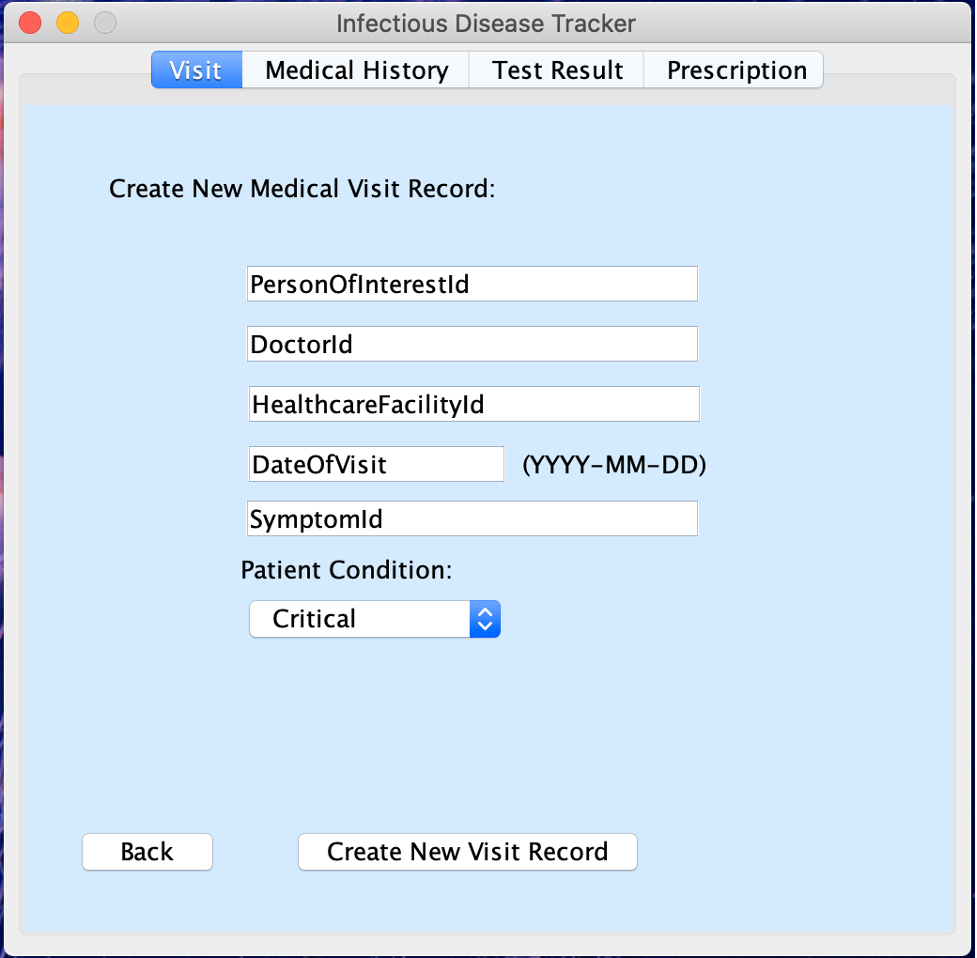 Infectious Disease Tracker
Visit Medical History Test Result Prescription
Create New Medical Visit Record:
PersonOfInterestId
DoctorId
HealthcareFacilityId
DateOfVisit (YYYY-MM-DD)
SymptomId
Patient Condition:
Critical
Back Create New Visit Record